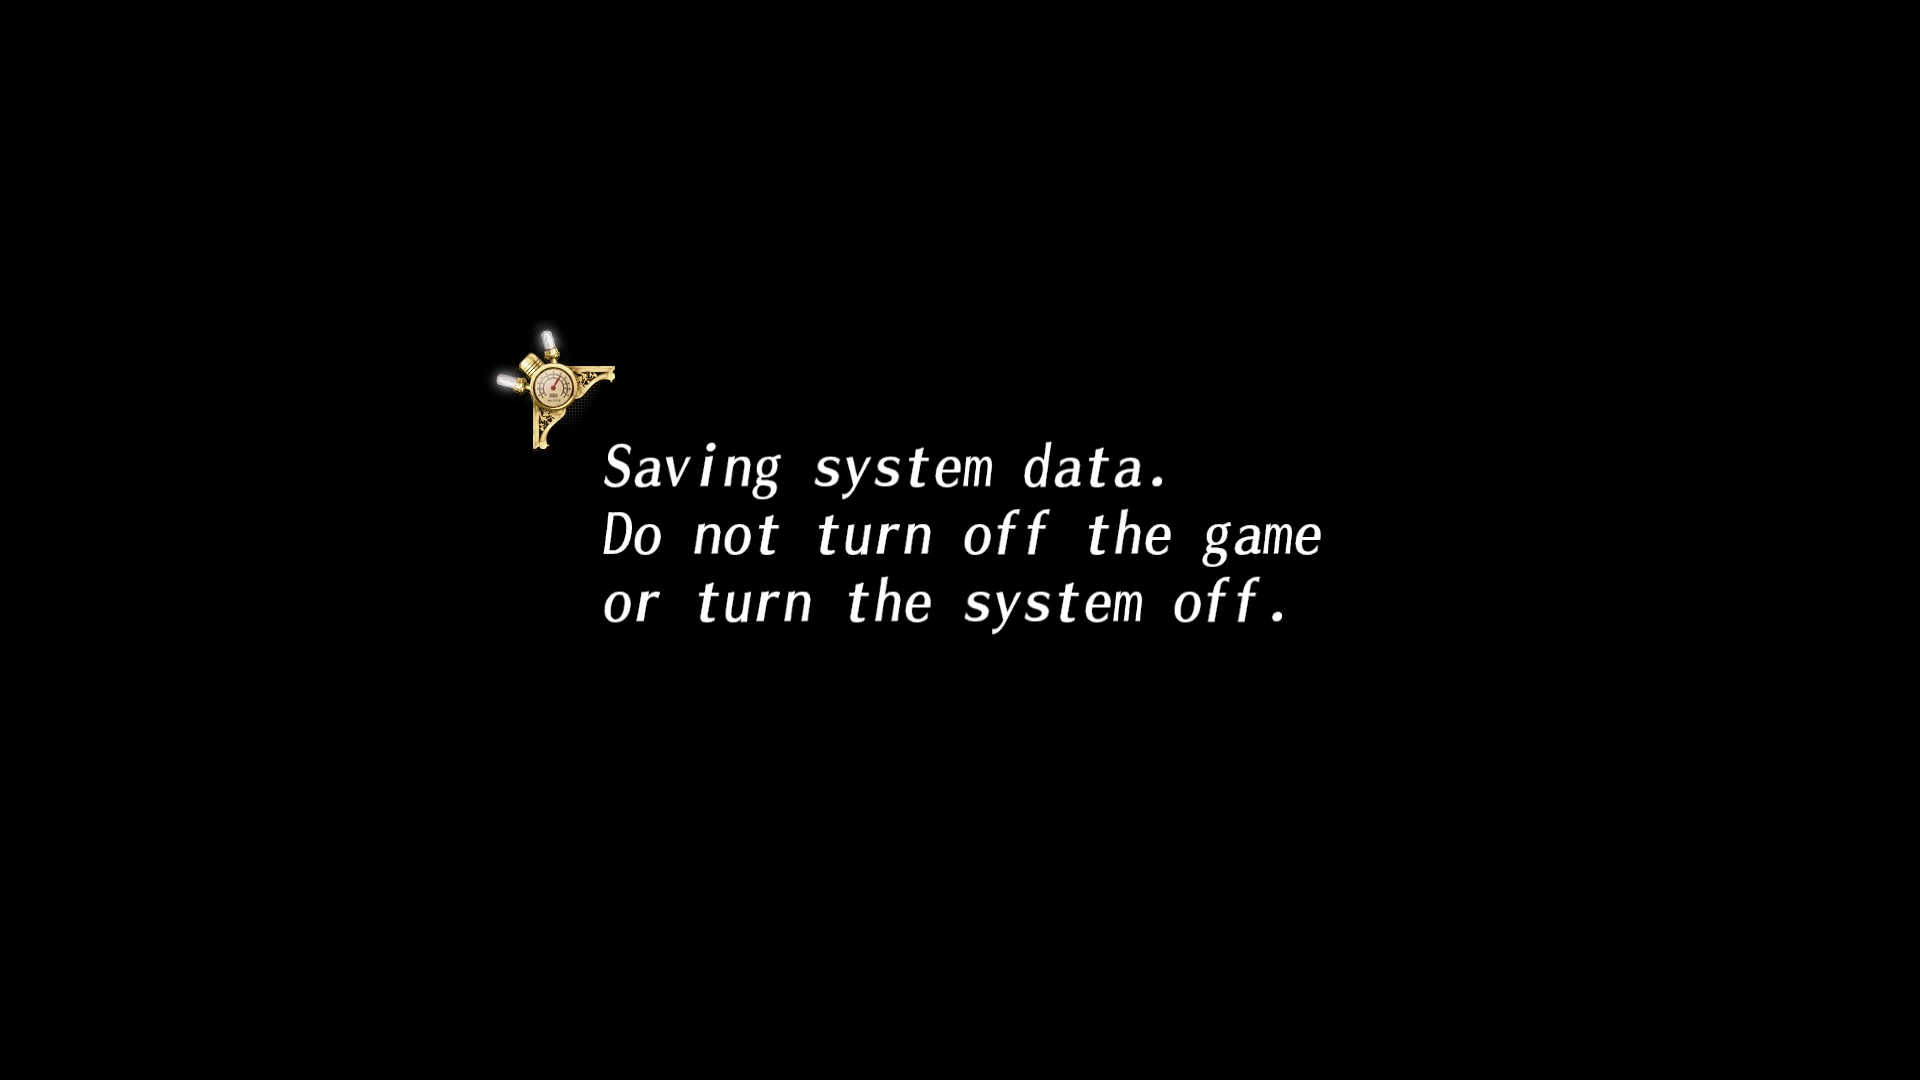 Saving system data.
Do not turn off the game
or turn the system off.